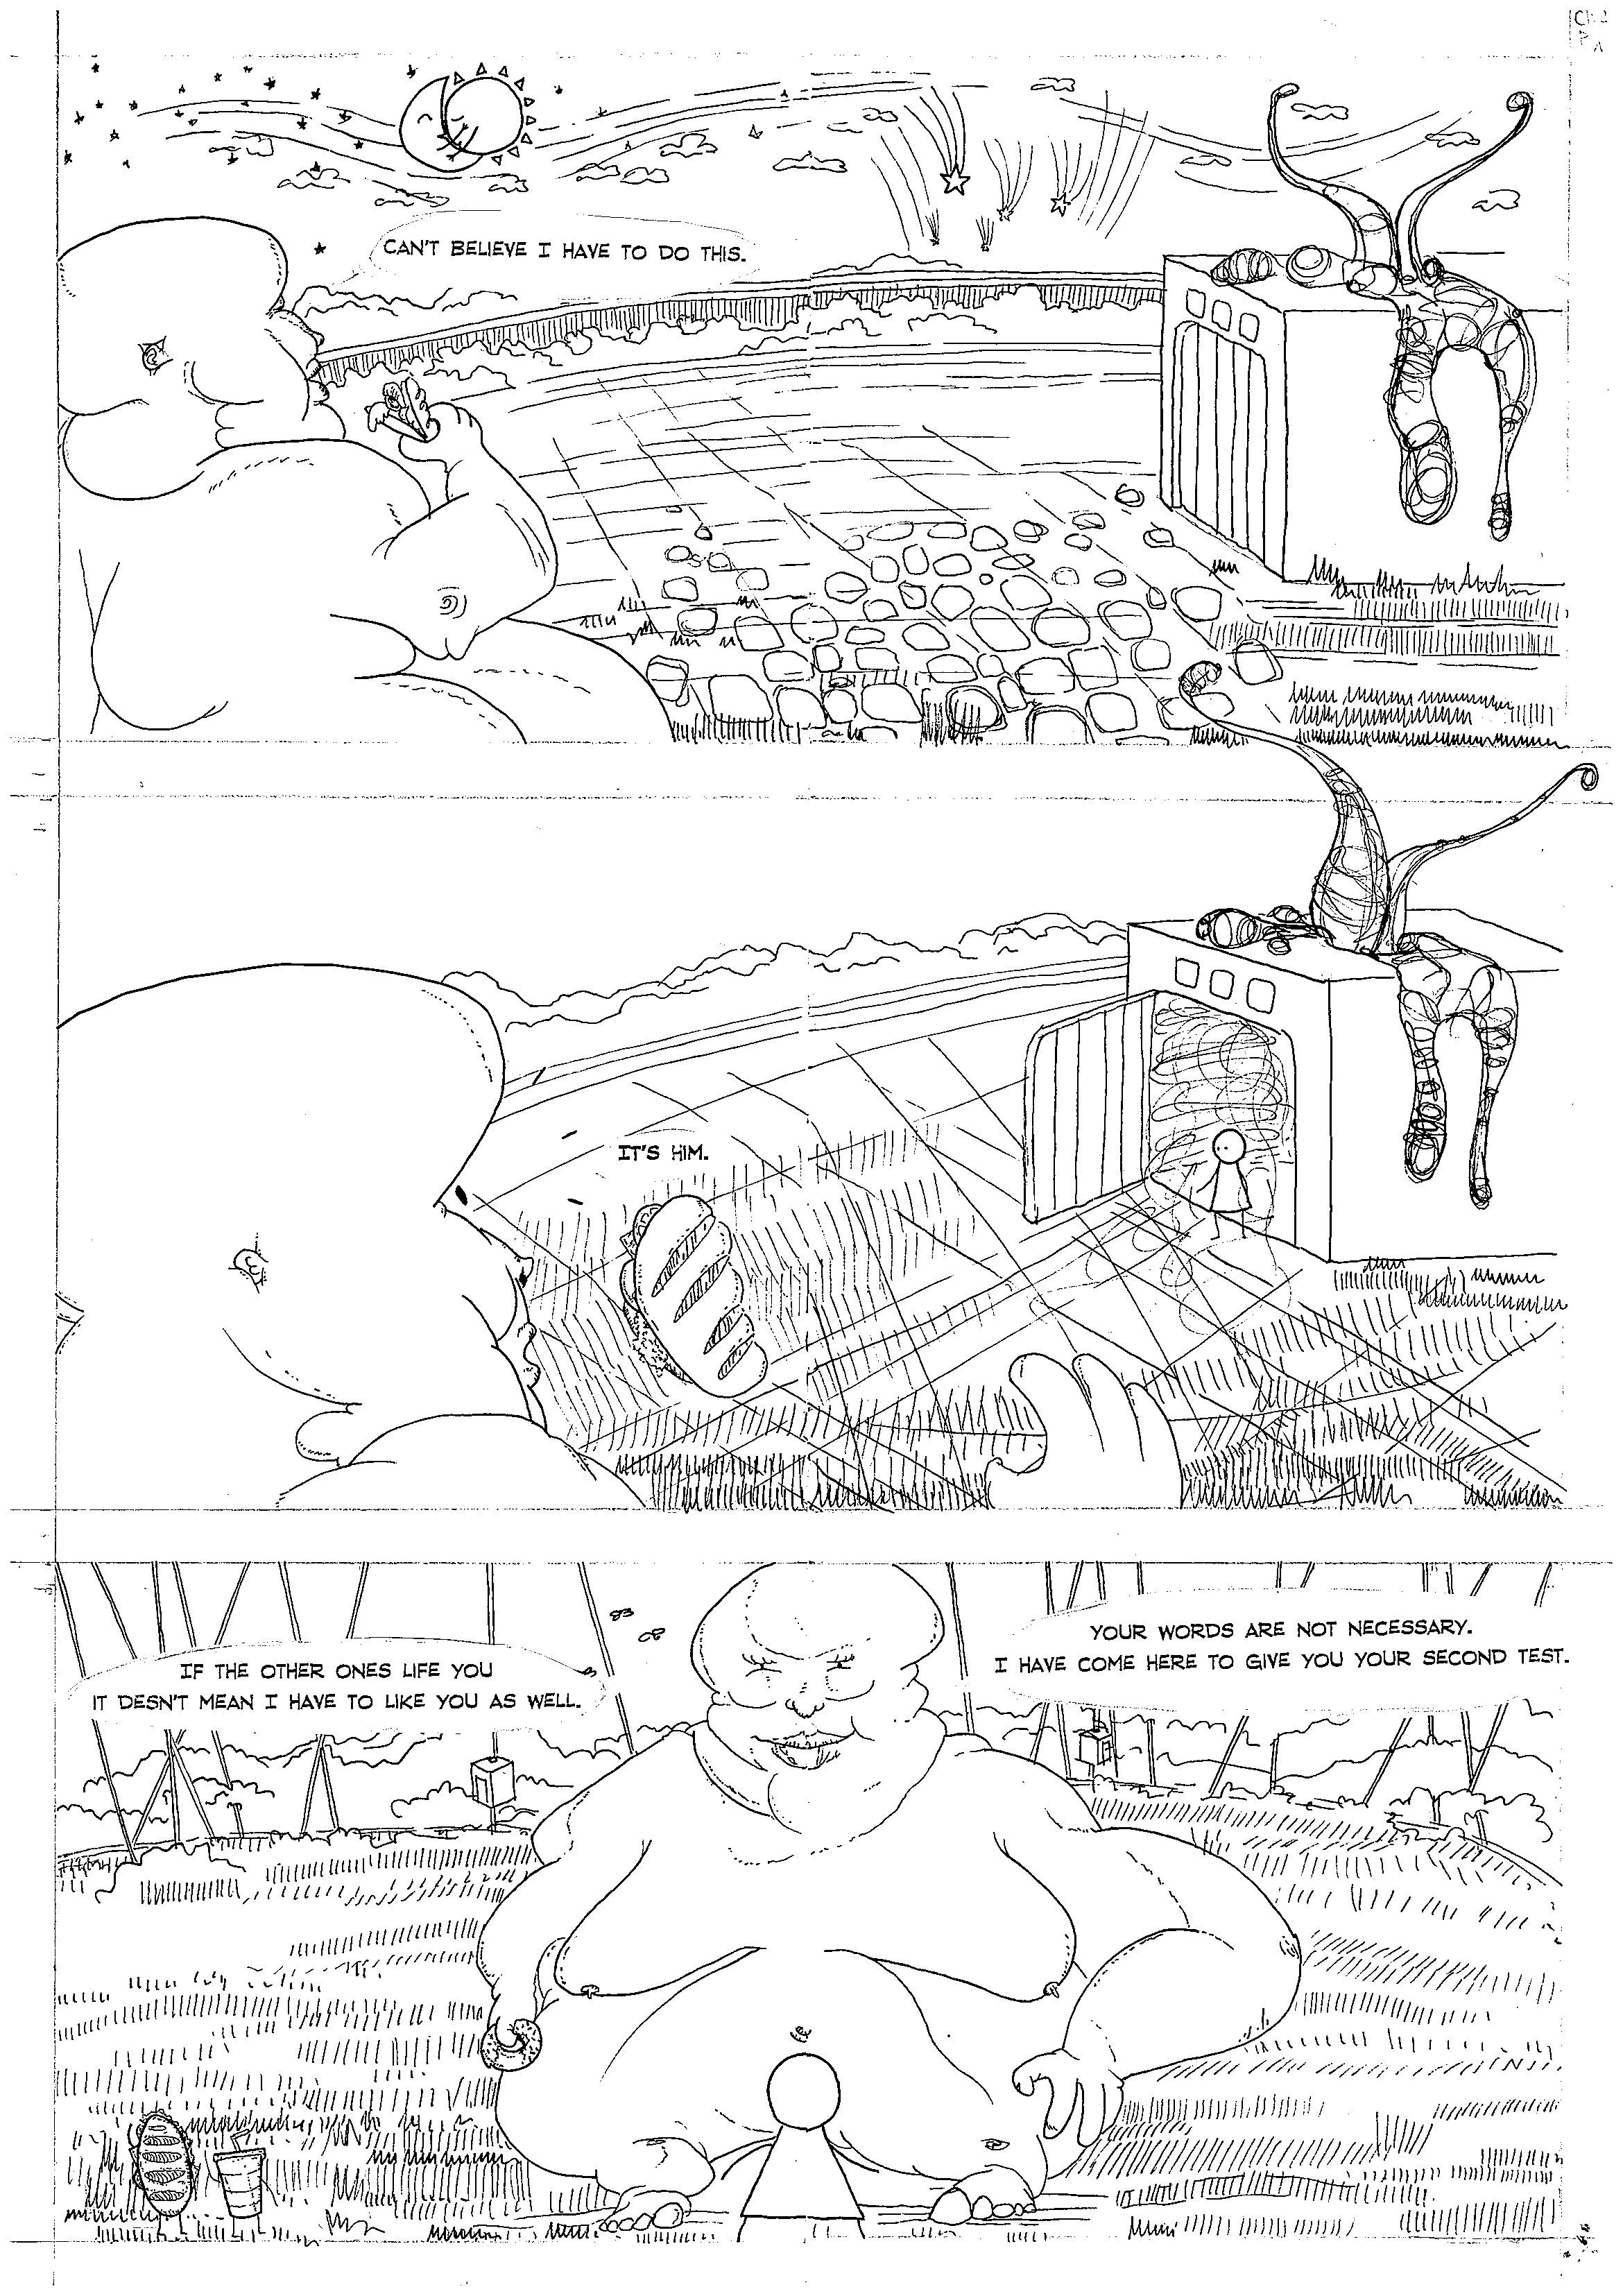 CAN'T BELIEVE I HAVE TO DO THIS.
IT'S HIM.
IF THE OTHER ONES LIFE YOU
IT DESN'T MEAN I HAVE TO LIKE YOU AS WELL.
YOUR WORDS ARE NOT NECESSARY.
I HAVE COME HERE TO GIVE YOU YOUR SECOND TEST.